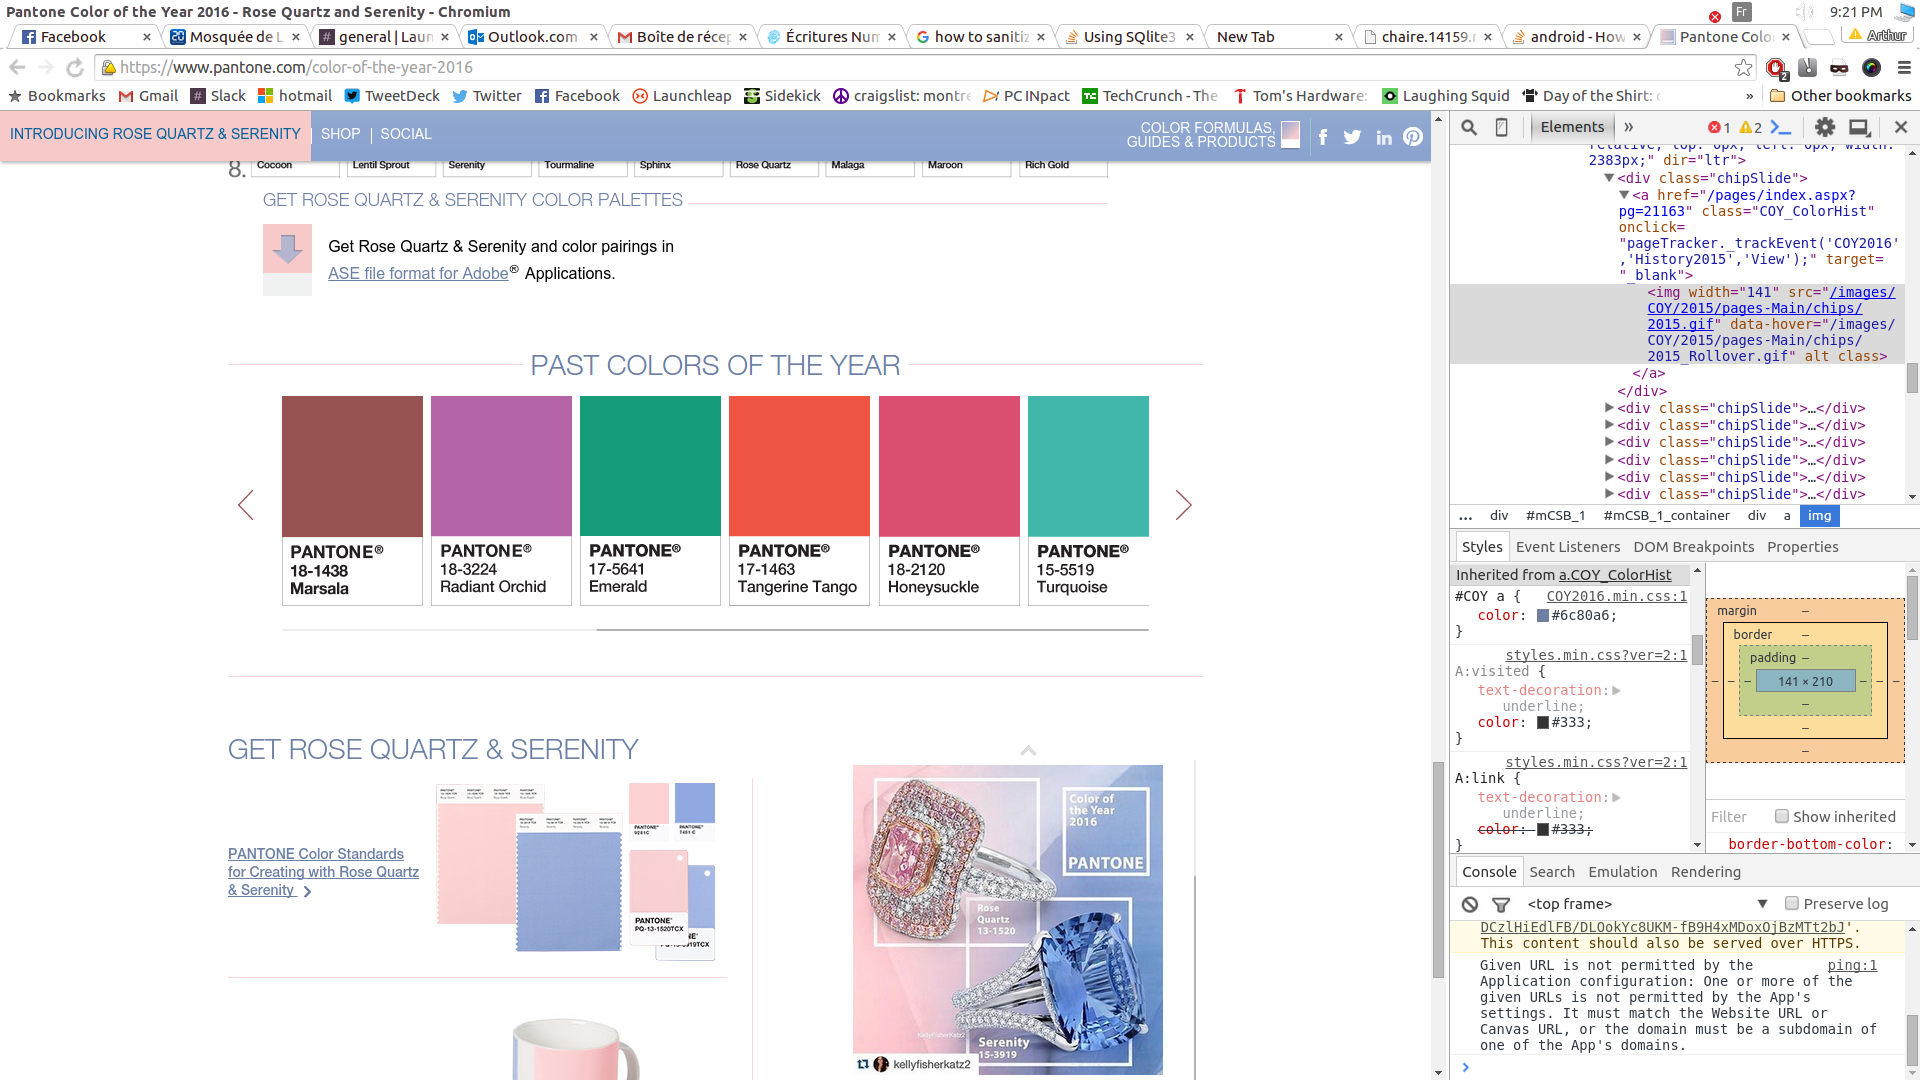 Pantone Color of the Year 2016 - Rose Quartz and Serenity - Chromium
Fr
9:21 PM
Facebook
Mosquée de L
general | Laun
Outlook.com
Boîte de récep
Écritures Num
how to sanitiz
Using SQlite3
New Tab
chaire.14159.r
android - How
Pantone Colo
Arthur
https://www.pantone.com/color-of-the-year-2016
2
Bookmarks
Gmail
Slack
hotmail
TweetDeck
Twitter
Facebook
Launchleap
Sidekick
craigslist: montre
PC INpact
TechCrunch - The
Tom's Hardware:
Laughing Squid
Day of the Shirt:
»
Other bookmarks
INTRODUCING ROSE QUARTZ & SERENITY
SHOP
SOCIAL
COLOR FORMULAS,
GUIDES & PRODUCTS
8.
Cocoon
Lentil Sprout
Serenity
Tourmaline
Sphinx
Rose Quartz
Malaga
Maroon
Rich Gold
GET ROSE QUARTZ & SERENITY COLOR PALETTES
Get Rose Quartz & Serenity and color pairings in
ASE file format for Adobe® Applications.
PAST COLORS OF THE YEAR
PANTONE®
18-1438
Marsala
PANTONE®
18-3224
Radiant Orchid
PANTONE®
17-5641
Emerald
PANTONE®
17-1463
Tangerine Tango
PANTONE®
18-2120
Honeysuckle
PANTONE®
15-5519
Turquoise
GET ROSE QUARTZ & SERENITY
PANTONE Color Standards
for Creating with Rose Quartz
& Serenity
PANTONE'
PQ-13-1520TCX
Color of
the Year
2016
PANTONE
Rose
Quartz
13-1520
Serenity
15-3919
KellyFisherKatz
kellyfisherkatz2
Elements
»
1
2
relative; top: 0px; left: 0px; width:
2383px;" dir="ltr">
<div class="chipSlide">
<a href="/pages/index.aspx?
pg=21163" class="COY_ColorHist"
onclick=
"pageTracker._trackEvent('COY2016'
,'History2015','View');" target=
"_blank">
<img width="141" src="/images/
COY/2015/pages-Main/chips/
2015.gif" data-hover="/images/
COY/2015/pages-Main/chips/
2015_Rollover.gif" alt class>
</a>
</div>
<div class="chipSlide">…</div>
<div class="chipSlide">…</div>
<div class="chipSlide">…</div>
<div class="chipSlide">…</div>
<div class="chipSlide">…</div>
<div class="chipSlide">…</div>
... div #mCSB_1 #mCSB_1_container div a img
Styles Event Listeners DOM Breakpoints Properties
Inherited from a.COY_ColorHist
#COY a { COY2016.min.css:1
color: #6c80a6;
}
styles.min.css?ver=2:1
A:visited {
text-decoration:
underline;
color: #333;
}
styles.min.css?ver=2:1
A:link {
text-decoration:
underline;
color: #333;
}
margin –
border –
padding –
– – – 141 × 210 – – –
–
–
–
Filter
Show inherited
border-bottom-color:
Console Search Emulation Rendering
<top frame>
Preserve log
DCzlHiEdlFB/DLOokYc8UKM-fB9H4xMDoxOjBzMTt2bJ'.
This content should also be served over HTTPS.
Given URL is not permitted by the ping:1
Application configuration: One or more of the
given URLs is not permitted by the App's
settings. It must match the Website URL or
Canvas URL, or the domain must be a subdomain of
one of the App's domains.